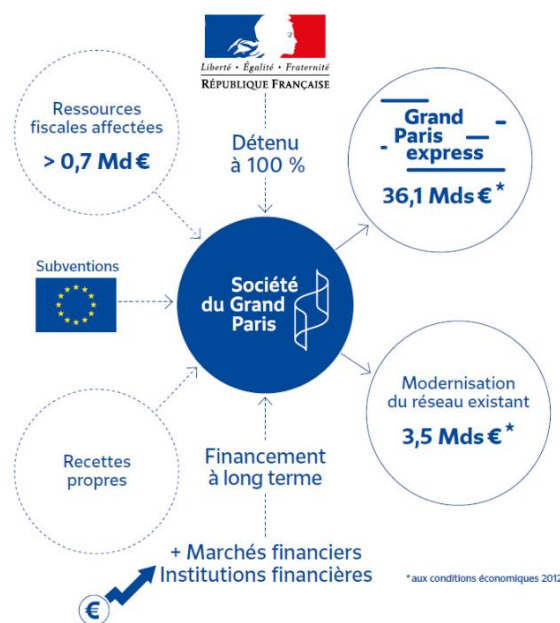 Liberté • Égalité • Fraternité
RÉPUBLIQUE FRANÇAISE
Ressources
fiscales affectées
> 0,7 Md €
Détenu
à 100 %
Grand
Paris
express
36,1 Mds € *
Subventions
Société
du Grand
Paris
Modernisation
du réseau existant
3,5 Mds € *
Recettes
propres
Financement
à long terme
+ Marchés financiers
Institutions financières
€
* aux conditions économiques 2012